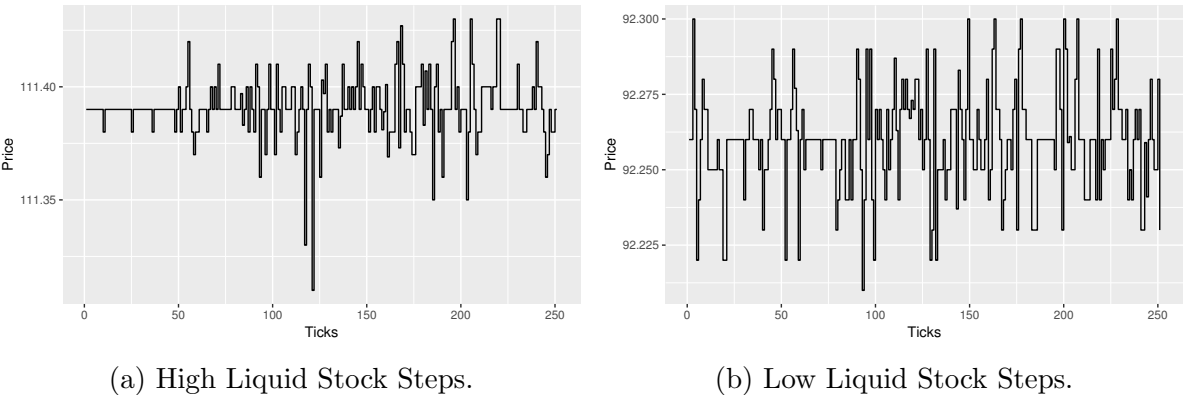 111.40
111.35
Price
0 50 100 150 200 250
Ticks
(a) High Liquid Stock Steps.
92.300
92.275
92.250
92.225
Price
0 50 100 150 200 250
Ticks
(b) Low Liquid Stock Steps.